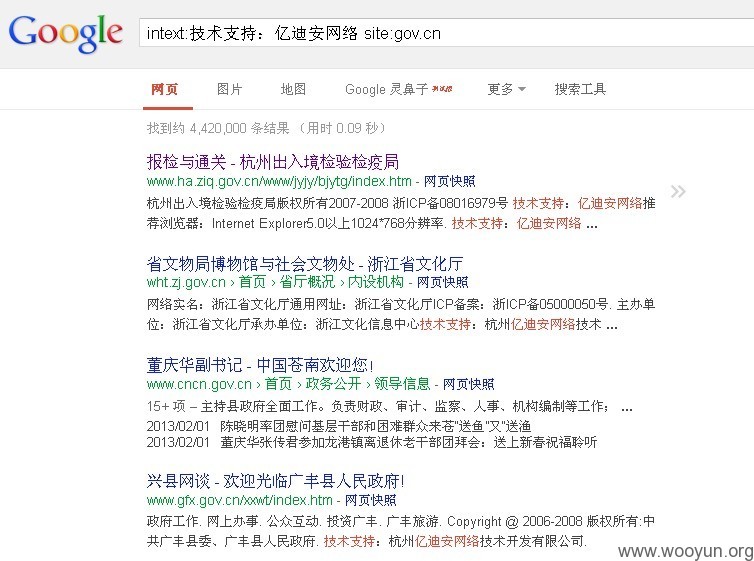 Google
intext:技术支持：亿迪安网络 site:gov.cn
网页 图片 地图 Google 灵鼻子 测试版 更多 搜索工具
找到约 4,420,000 条结果 （用时 0.09 秒）
报检与通关 - 杭州出入境检验检疫局
www.ha.ziq.gov.cn/www/jyjy/bjytg/index.htm - 网页快照
杭州出入境检验检疫局版权所有2007-2008 浙ICP备08016979号 技术支持：亿迪安网络推
荐浏览器：Internet Explorer5.0以上1024*768分辨率. 技术支持：亿迪安网络 ...
省文物局博物馆与社会文物处 - 浙江省文化厅
wht.zj.gov.cn › 首页 › 省厅概况 › 内设机构 - 网页快照
网络实名：浙江省文化厅通用网址：浙江省文化厅ICP备案：浙ICP备05000050号. 主办单
位：浙江省文化厅承办单位：浙江文化信息中心技术支持：杭州亿迪安网络技术 ...
董庆华副书记 - 中国苍南欢迎您!
www.cncn.gov.cn › 首页 › 政务公开 › 领导信息 - 网页快照
15+ 项 – 主持县政府全面工作。负责财政、审计、监察、人事、机构编制等工作； ...
2013/02/01 陈晓明率团慰问基层干部和困难群众来苍"送鱼"又"送渔
2013/02/01 董庆华张传君参加龙港镇离退休老干部团拜会：送上新春祝福聆听
兴县网谈 - 欢迎光临广丰县人民政府!
www.gfx.gov.cn/xxwt/index.htm - 网页快照
政府工作. 网上办事. 公众互动. 投资广丰. 广丰旅游. Copyright @ 2006-2008 版权所有:中
共广丰县委、广丰县人民政府. 技术支持：杭州亿迪安网络技术开发有限公司.
www.wooyun.org